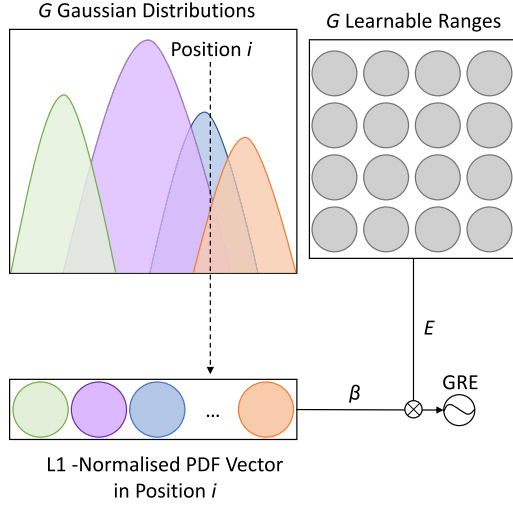 G Gaussian Distributions
G Learnable Ranges
Position i
E
β
GRE
...
L1 -Normalised PDF Vector
in Position i